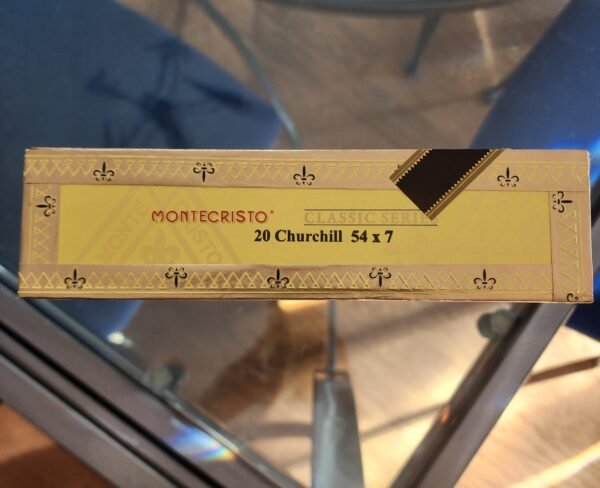 MONTECRISTO® CLASSIC SERIES
20 Churchill 54 x 7